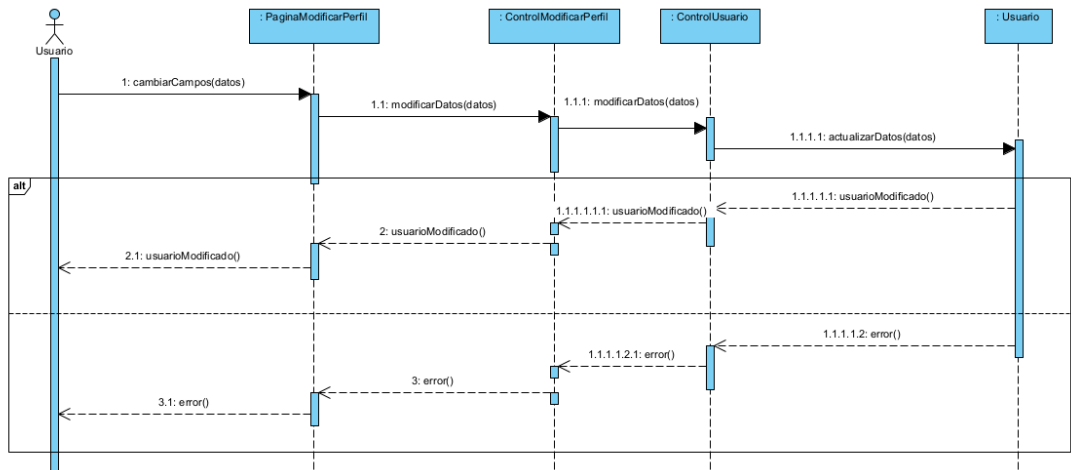 : PaginaModificarPerfil
: ControlModificarPerfil
: ControlUsuario
: Usuario
Usuario
1: cambiarCampos(datos)
1.1: modificarDatos(datos)
1.1.1: modificarDatos(datos)
1.1.1.1: actualizarDatos(datos)
alt
1.1.1.1.1: usuarioModificado()
1.1.1.1.1.1: usuarioModificado()
2: usuarioModificado()
2.1: usuarioModificado()
1.1.1.1.2: error()
1.1.1.1.2.1: error()
3: error()
3.1: error()